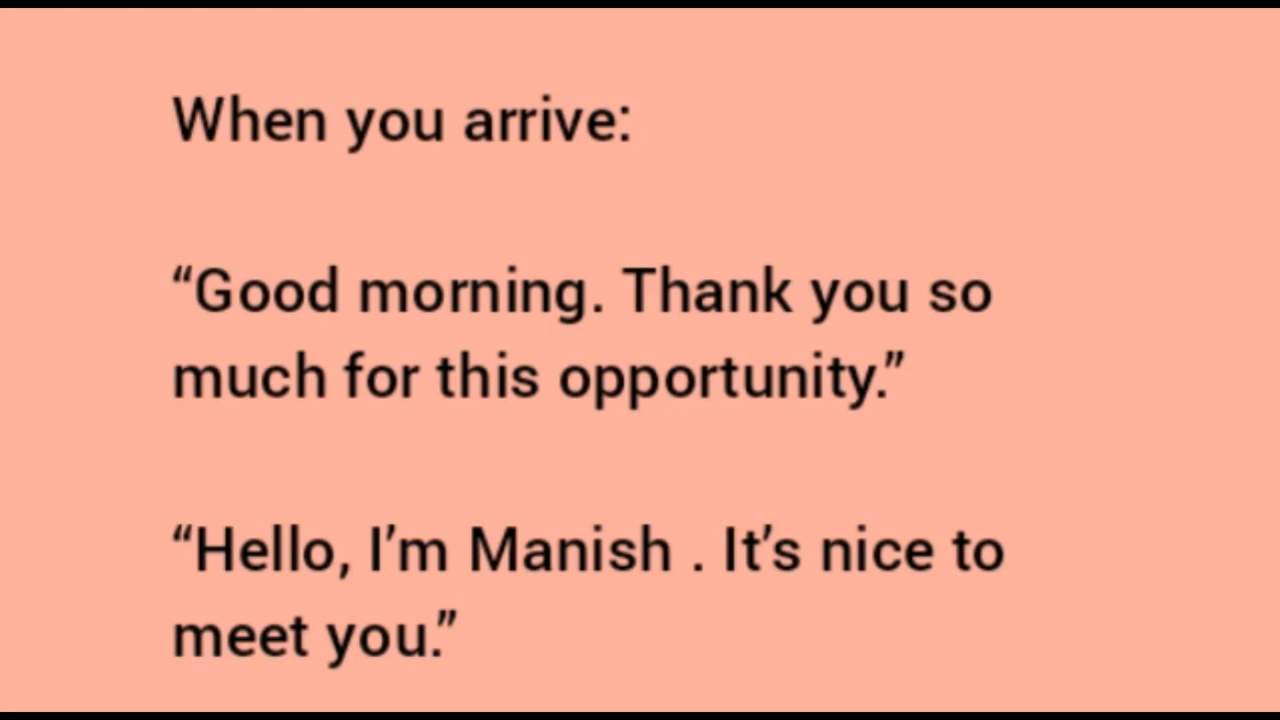 When you arrive:
“Good morning. Thank you so
much for this opportunity.”
“Hello, I’m Manish . It’s nice to
meet you.”